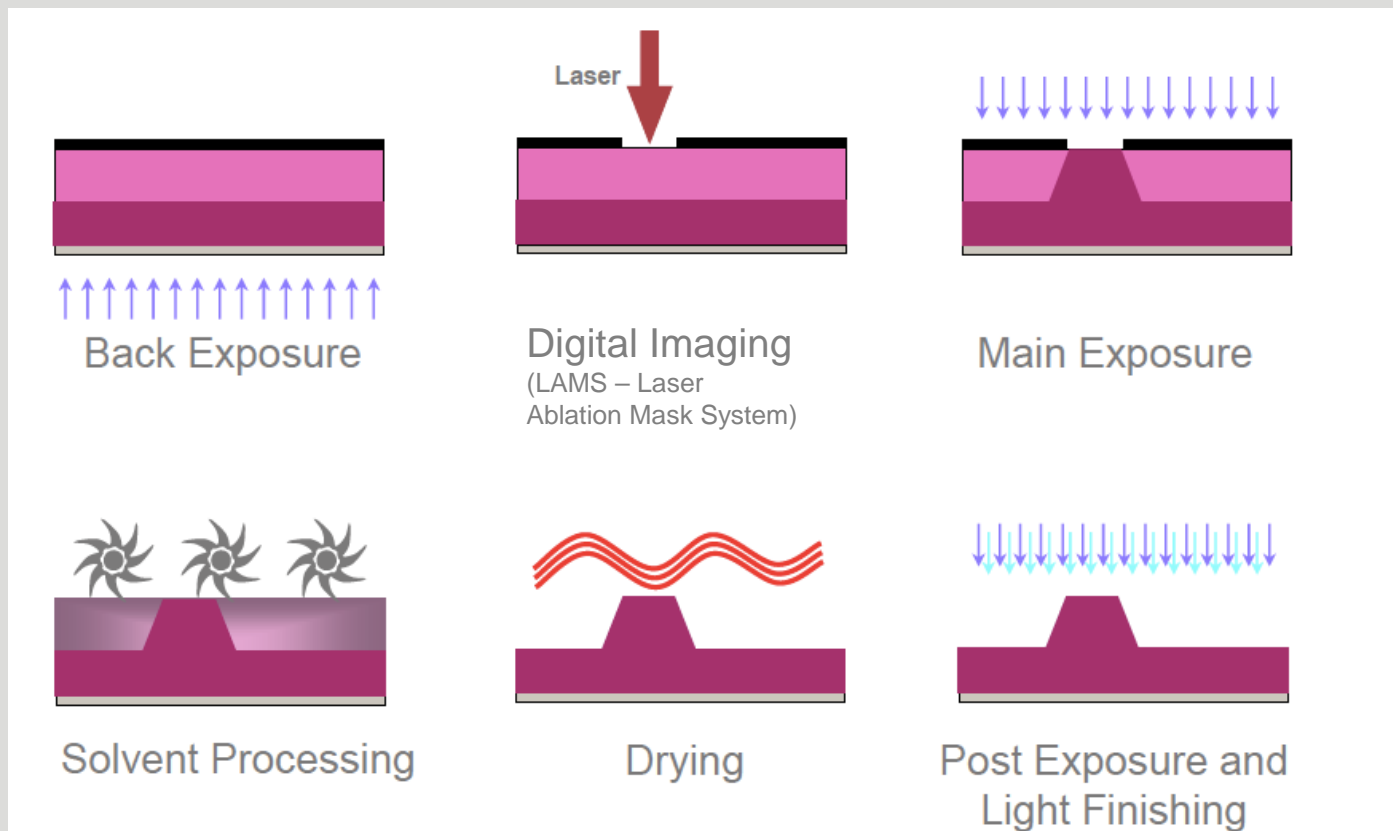 Laser
Back Exposure
Digital Imaging
(LAMS – Laser
Ablation Mask System)
Main Exposure
Solvent Processing
Drying
Post Exposure and
Light Finishing